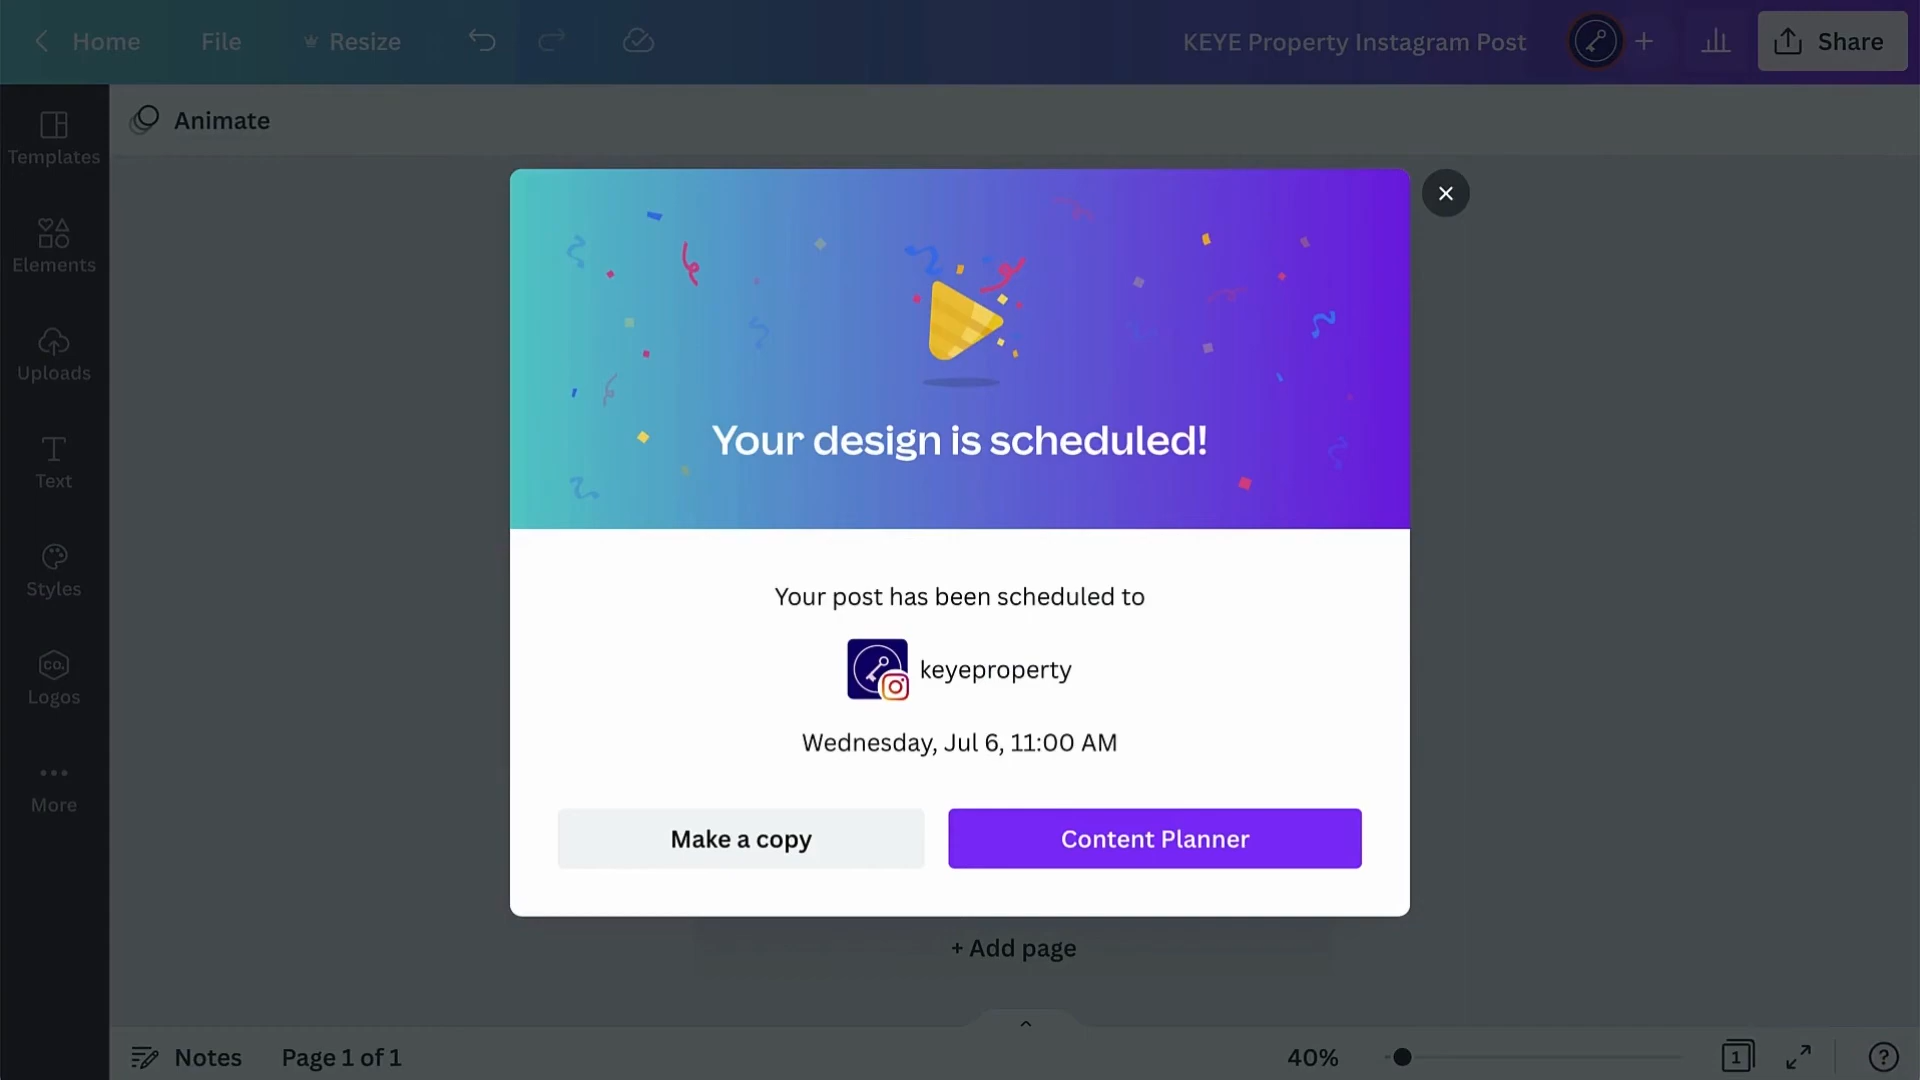 Home
File
Resize
KEYE Property Instagram Post
Share
Templates
Elements
Uploads
Text
Styles
CO.
Logos
More
Animate
Your design is scheduled!
Your post has been scheduled to
keyeproperty
Wednesday, Jul 6, 11:00 AM
Make a copy
Content Planner
+ Add page
Notes
Page 1 of 1
40%
1
?